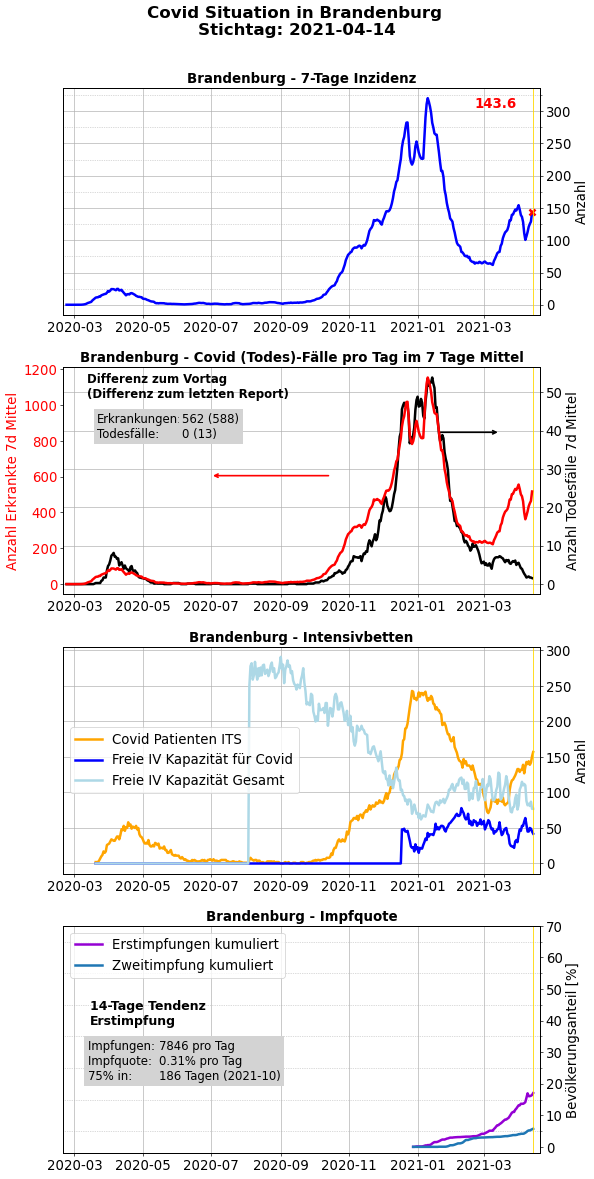 Covid Situation in Brandenburg
Stichtag: 2021-04-14
Brandenburg - 7-Tage Inzidenz
143.6
300
250
200
150
100
50
0
Anzahl
2020-03 2020-05 2020-07 2020-09 2020-11 2021-01 2021-03
Brandenburg - Covid (Todes)-Fälle pro Tag im 7 Tage Mittel
Differenz zum Vortag
(Differenz zum letzten Report)
Erkrankungen: 562 (588)
Todesfälle: 0 (13)
1200
1000
800
600
400
200
0
Anzahl Erkrankte 7d Mittel
50
40
30
20
10
0
Anzahl Todesfälle 7d Mittel
2020-03 2020-05 2020-07 2020-09 2020-11 2021-01 2021-03
Brandenburg - Intensivbetten
Covid Patienten ITS
Freie IV Kapazität für Covid
Freie IV Kapazität Gesamt
300
250
200
150
100
50
0
Anzahl
2020-03 2020-05 2020-07 2020-09 2020-11 2021-01 2021-03
Brandenburg - Impfquote
Erstimpfungen kumuliert
Zweitimpfung kumuliert
14-Tage Tendenz
Erstimpfung
Impfungen: 7846 pro Tag
Impfquote: 0.31% pro Tag
75% in: 186 Tagen (2021-10)
70
60
50
40
30
20
10
0
Bevölkerungsanteil [%]
2020-03 2020-05 2020-07 2020-09 2020-11 2021-01 2021-03